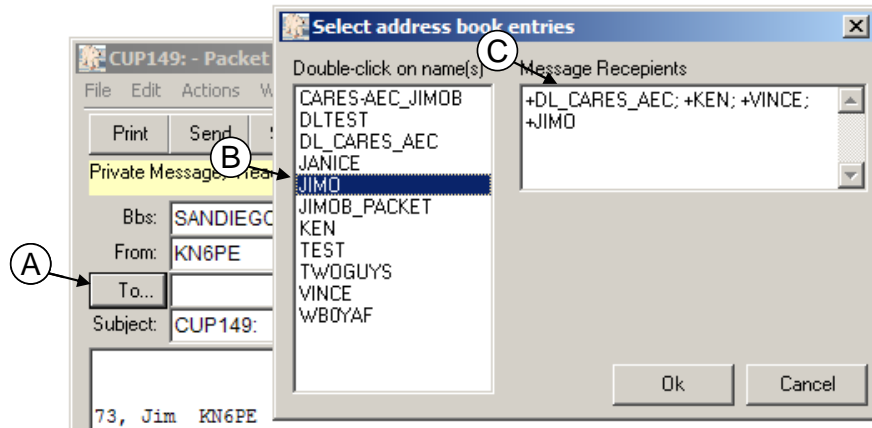 Select address book entries
C
CUP149: - Packet
Double-click on name(s)
Message Recepients
File Edit Actions W
CARES-AEC_JIMOB
DLTEST
DL_CARES_AEC
JANICE
JIMO
JIMOB_PACKET
KEN
TEST
TWOGUYS
VINCE
WB0YAF
+DL_CARES_AEC; +KEN; +VINCE;
+JIMO
Print Send
B
Private Message,
Bbs: SANDIEGO
From: KN6PE
A
To...
Subject: CUP149:
Ok Cancel
73, Jim KN6PE